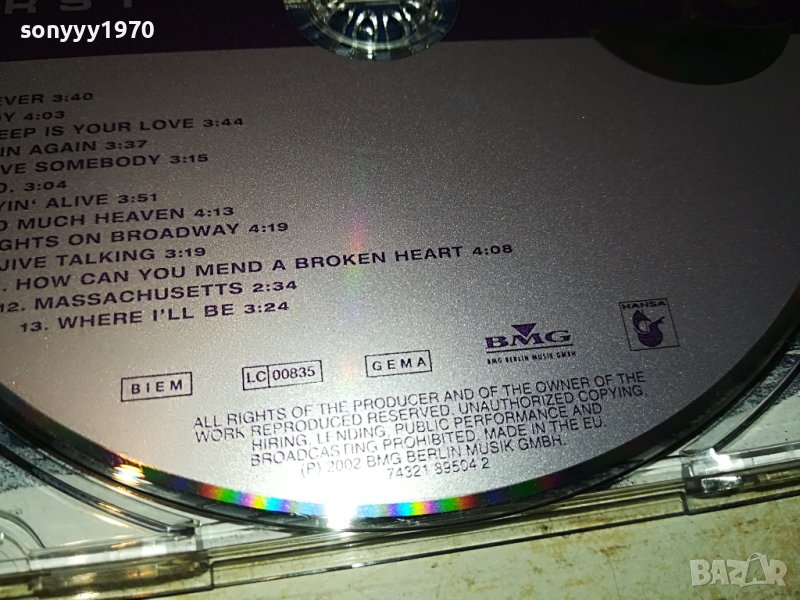 sonyyy1970
RST
EVER 3:40
Y 4:03
EEP IS YOUR LOVE 3:44
IN AGAIN 3:37
VE SOMEBODY 3:15
O. 3:04
YIN' ALIVE 3:51
O MUCH HEAVEN 4:13
GHTS ON BROADWAY 4:19
JIVE TALKING 3:19
. HOW CAN YOU MEND A BROKEN HEART 4:08
12. MASSACHUSETTS 2:34
13. WHERE I'LL BE 3:24
BIEM
LC 00835
GEMA
BMG
BMG BERLIN MUSIK GMBH
HANSA
ALL RIGHTS OF THE PRODUCER AND OF THE OWNER OF THE
WORK REPRODUCED RESERVED. UNAUTHORIZED COPYING,
HIRING, LENDING, PUBLIC PERFORMANCE AND
BROADCASTING PROHIBITED. MADE IN THE EU.
(P) 2002 BMG BERLIN MUSIK GMBH.
74321 89504 2
BAZAR